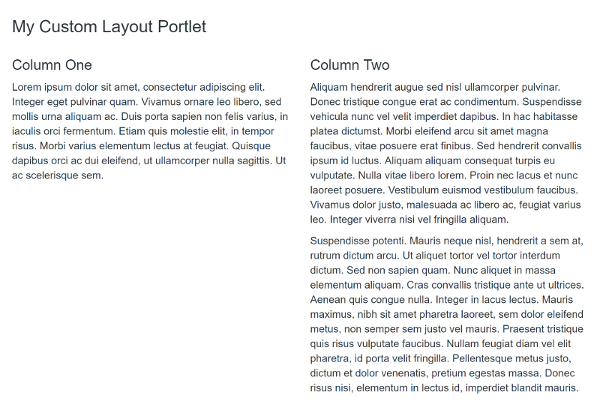 My Custom Layout Portlet
Column One
Lorem ipsum dolor sit amet, consectetur adipiscing elit.
Integer eget pulvinar quam. Vivamus ornare leo libero, sed
mollis urna aliquam ac. Duis porta sapien non felis varius, in
iaculis orci fermentum. Etiam quis molestie elit, in tempor
risus. Morbi varius elementum lectus at feugiat. Quisque
dapibus orci ac dui eleifend, ut ullamcorper nulla sagittis. Ut
ac scelerisque sem.
Column Two
Aliquam hendrerit augue sed nisl ullamcorper pulvinar.
Donec tristique congue erat ac condimentum. Suspendisse
vehicula nunc vel velit imperdiet dapibus. In hac habitasse
platea dictumst. Morbi eleifend arcu sit amet magna
faucibus, vitae posuere erat finibus. Sed hendrerit convallis
ipsum id luctus. Aliquam aliquam consequat turpis eu
vulputate. Nulla vitae libero lorem. Proin nec lacus et nunc
laoreet posuere. Vestibulum euismod vestibulum faucibus.
Vivamus dolor justo, malesuada ac libero ac, feugiat varius
leo. Integer viverra nisi vel fringilla aliquam.
Suspendisse potenti. Mauris neque nisl, hendrerit a sem at,
rutrum dictum arcu. Ut aliquet tortor vel tortor interdum
dictum. Sed non sapien quam. Nunc aliquet in massa
elementum aliquam. Cras convallis tristique ante ut ultrices.
Aenean quis congue nulla. Integer in lacus lectus. Mauris
maximus, nibh sit amet pharetra laoreet, sem dolor eleifend
metus, non semper sem justo vel mauris. Praesent tristique
quis risus vulputate faucibus. Nullam feugiat diam vel elit
pharetra, id porta velit fringilla. Pellentesque metus justo,
dictum et dolor venenatis, pretium egestas massa. Donec
risus nisi, elementum in lectus id, imperdiet blandit mauris.